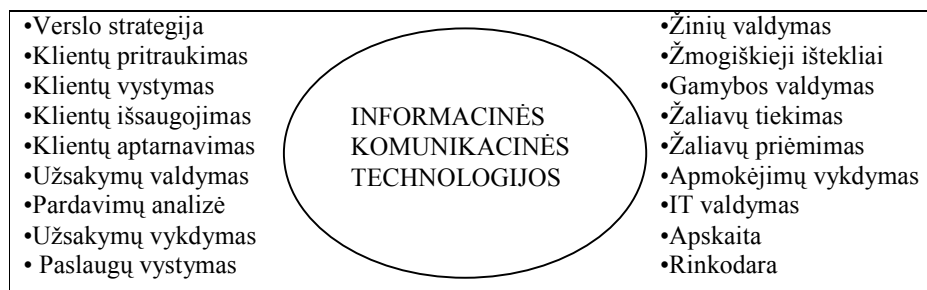 •Verslo strategija
•Klientų pritraukimas
•Klientų vystymas
•Klientų išsaugojimas
•Klientų aptarnavimas
•Užsakymų valdymas
•Pardavimų analizė
•Užsakymų vykdymas
• Paslaugų vystymas
INFORMACINĖS
KOMUNIKACINĖS
TECHNOLOGIJOS
•Žinių valdymas
•Žmogiškieji ištekliai
•Gamybos valdymas
•Žaliavų tiekimas
•Žaliavų priėmimas
•Apmokėjimų vykdymas
•IT valdymas
•Apskaita
•Rinkodara